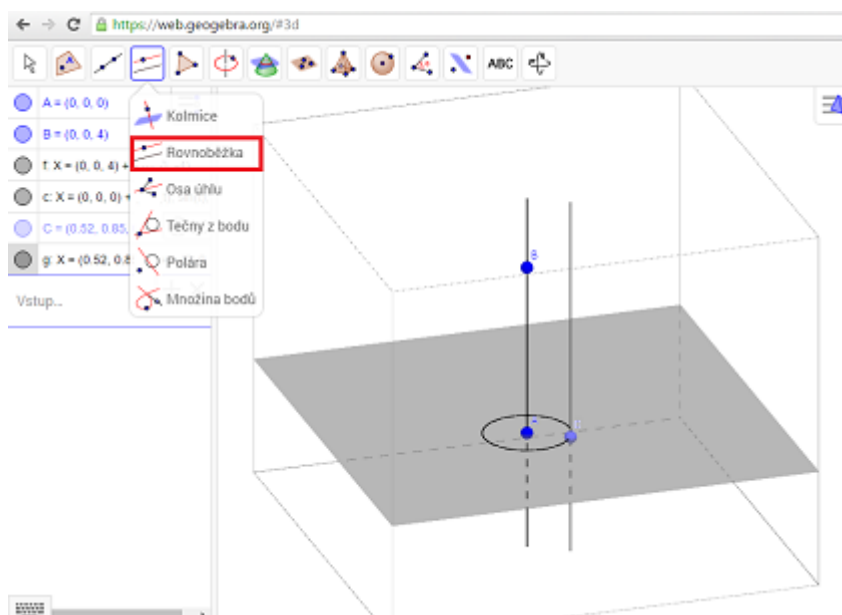 https://web.geogebra.org/#3d
ABC
A = (0, 0, 0)
B = (0, 0, 4)
f: X = (0, 0, 4) +
c: X = (0, 0, 0) +
C = (0.52, 0.85,
g: X = (0.52, 0.8
Vstup...
Kolmice
Rovnoběžka
Osa úhlu
Tečny z bodu
Polára
Množina bodů
B